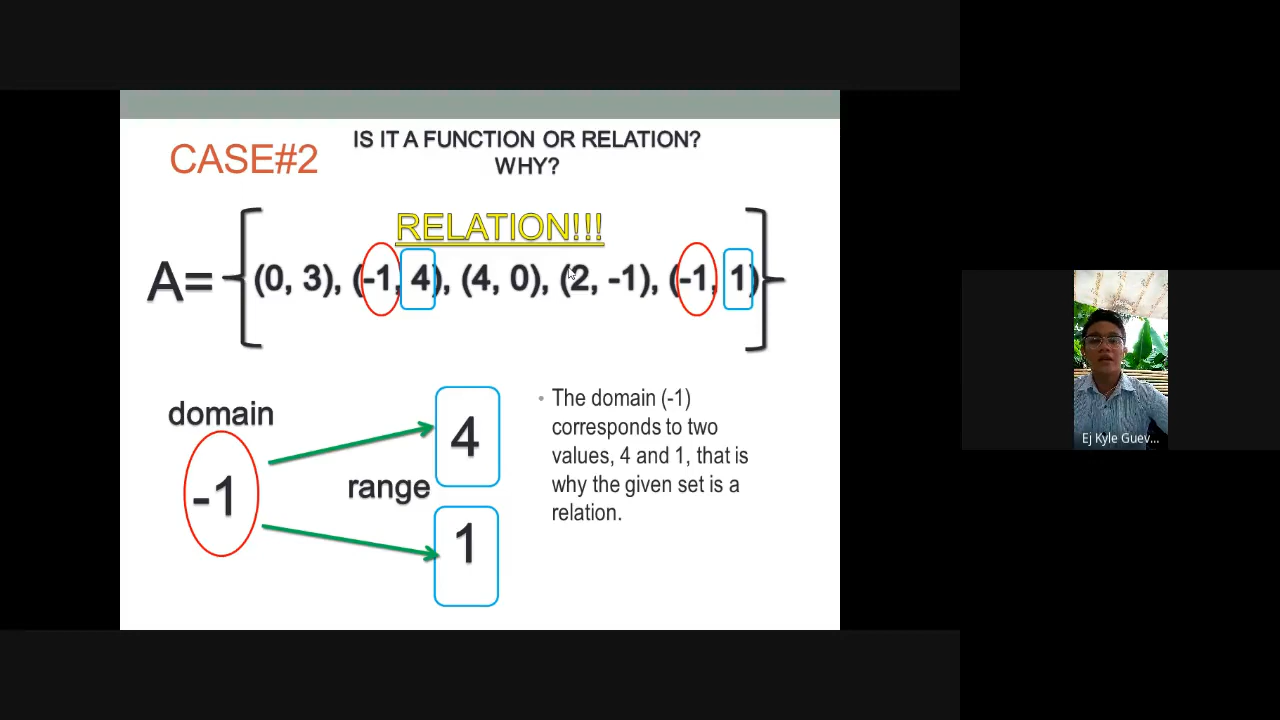 CASE#2
IS IT A FUNCTION OR RELATION?
WHY?
RELATION!!!
A= (0, 3), (-1, 4), (4, 0), (2, -1), (-1, 1)
domain
-1
range
4
1
• The domain (-1)
corresponds to two
values, 4 and 1, that is
why the given set is a
relation.
Ej Kyle Guev...